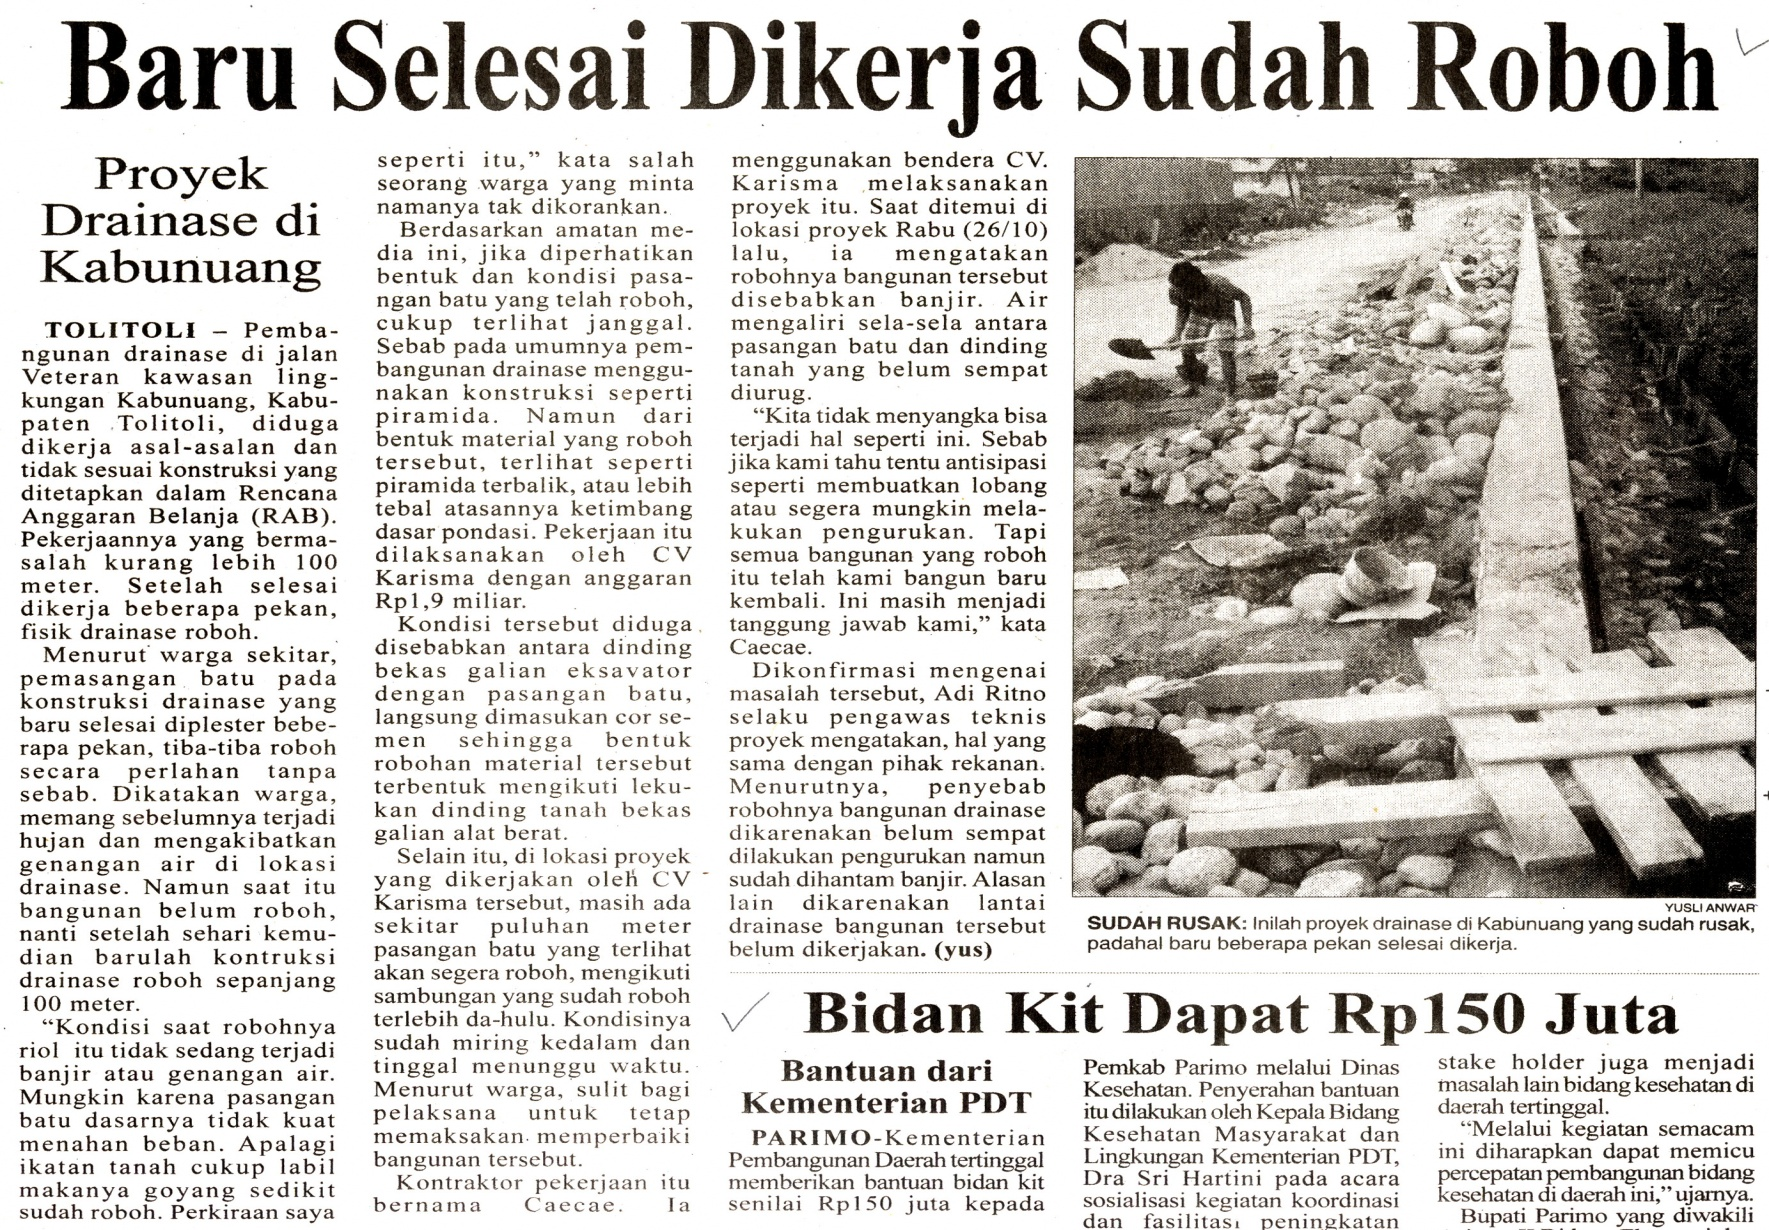 Baru Selesai Dikerja Sudah Roboh
Proyek
Drainase di
Kabunuang
TOLITOLI – Pemba-
ngunan drainase di jalan
Veteran kawasan ling-
kungan Kabunuang, Kabu-
paten Tolitoli, diduga
dikerja asal-asalan dan
tidak sesuai konstruksi yang
ditetapkan dalam Rencana
Anggaran Belanja (RAB).
Pekerjaannya yang berma-
salah kurang lebih 100
meter. Setelah selesai
dikerja beberapa pekan,
fisik drainase roboh.
Menurut warga sekitar,
pemasangan batu pada
konstruksi drainase yang
baru selesai diplester bebe-
rapa pekan, tiba-tiba roboh
secara perlahan tanpa
sebab. Dikatakan warga,
memang sebelumnya terjadi
hujan dan mengakibatkan
genangan air di lokasi
drainase. Namun saat itu
bangunan belum roboh,
nanti setelah sehari kemu-
dian barulah kontruksi
drainase roboh sepanjang
100 meter.
“Kondisi saat robohnya
riol itu tidak sedang terjadi
banjir atau genangan air.
Mungkin karena pasangan
batu dasarnya tidak kuat
menahan beban. Apalagi
ikatan tanah cukup labil
makanya goyang sedikit
sudah roboh. Perkiraan saya
seperti itu,” kata salah
seorang warga yang minta
namanya tak dikorankan.
Berdasarkan amatan me-
dia ini, jika diperhatikan
bentuk dan kondisi pasa-
ngan batu yang telah roboh,
cukup terlihat janggal.
Sebab pada umumnya pem-
bangunan drainase menggu-
nakan konstruksi seperti
piramida. Namun dari
bentuk material yang roboh
tersebut, terlihat seperti
piramida terbalik, atau lebih
tebal atasannya ketimbang
dasar pondasi. Pekerjaan itu
dilaksanakan oleh CV
Karisma dengan anggaran
Rp1,9 miliar.
Kondisi tersebut diduga
disebabkan antara dinding
bekas galian eksavator
dengan pasangan batu,
langsung dimasukan cor se-
men sehingga bentuk
robohan material tersebut
terbentuk mengikuti leku-
kan dinding tanah bekas
galian alat berat.
Selain itu, di lokasi proyek
yang dikerjakan oleh CV
Karisma tersebut, masih ada
sekitar puluhan meter
pasangan batu yang terlihat
akan segera roboh, mengikuti
sambungan yang sudah roboh
terlebih da-hulu. Kondisinya
sudah miring kedalam dan
tinggal menunggu waktu.
Menurut warga, sulit bagi
pelaksana untuk tetap
memaksakan memperbaiki
bangunan tersebut.
Kontraktor pekerjaan itu
bernama Caecae. Ia
menggunakan bendera CV.
Karisma melaksanakan
proyek itu. Saat ditemui di
lokasi proyek Rabu (26/10)
lalu, ia mengatakan
robohnya bangunan tersebut
disebabkan banjir. Air
mengaliri sela-sela antara
pasangan batu dan dinding
tanah yang belum sempat
diurug.
“Kita tidak menyangka bisa
terjadi hal seperti ini. Sebab
jika kami tahu tentu antisipasi
seperti membuatkan lobang
atau segera mungkin mela-
kukan pengurukan. Tapi
semua bangunan yang roboh
itu telah kami bangun baru
kembali. Ini masih menjadi
tanggung jawab kami,” kata
Caecae.
Dikonfirmasi mengenai
masalah tersebut, Adi Ritno
selaku pengawas teknis
proyek mengatakan, hal yang
sama dengan pihak rekanan.
Menurutnya, penyebab
robohnya bangunan drainase
dikarenakan belum sempat
dilakukan pengurukan namun
sudah dihantam banjir. Alasan
lain dikarenakan lantai
drainase bangunan tersebut
belum dikerjakan. (yus)
YUSLI ANWAR
SUDAH RUSAK: Inilah proyek drainase di Kabunuang yang sudah rusak,
padahal baru beberapa pekan selesai dikerja.
Bidan Kit Dapat Rp150 Juta
Bantuan dari
Kementerian PDT
PARIMO-Kementerian
Pembangunan Daerah tertinggal
memberikan bantuan bidan kit
senilai Rp150 juta kepada
Pemkab Parimo melalui Dinas
Kesehatan. Penyerahan bantuan
itu dilakukan oleh Kepala Bidang
Kesehatan Masyarakat dan
Lingkungan Kementerian PDT,
Dra Sri Hartini pada acara
sosialisasi kegiatan koordinasi
dan fasilitasi peningkatan
stake holder juga menjadi
masalah lain bidang kesehatan di
daerah tertinggal.
“Melalui kegiatan semacam
ini diharapkan dapat memicu
percepatan pembangunan bidang
kesehatan di daerah ini,” ujarnya.
Bupati Parimo yang diwakili